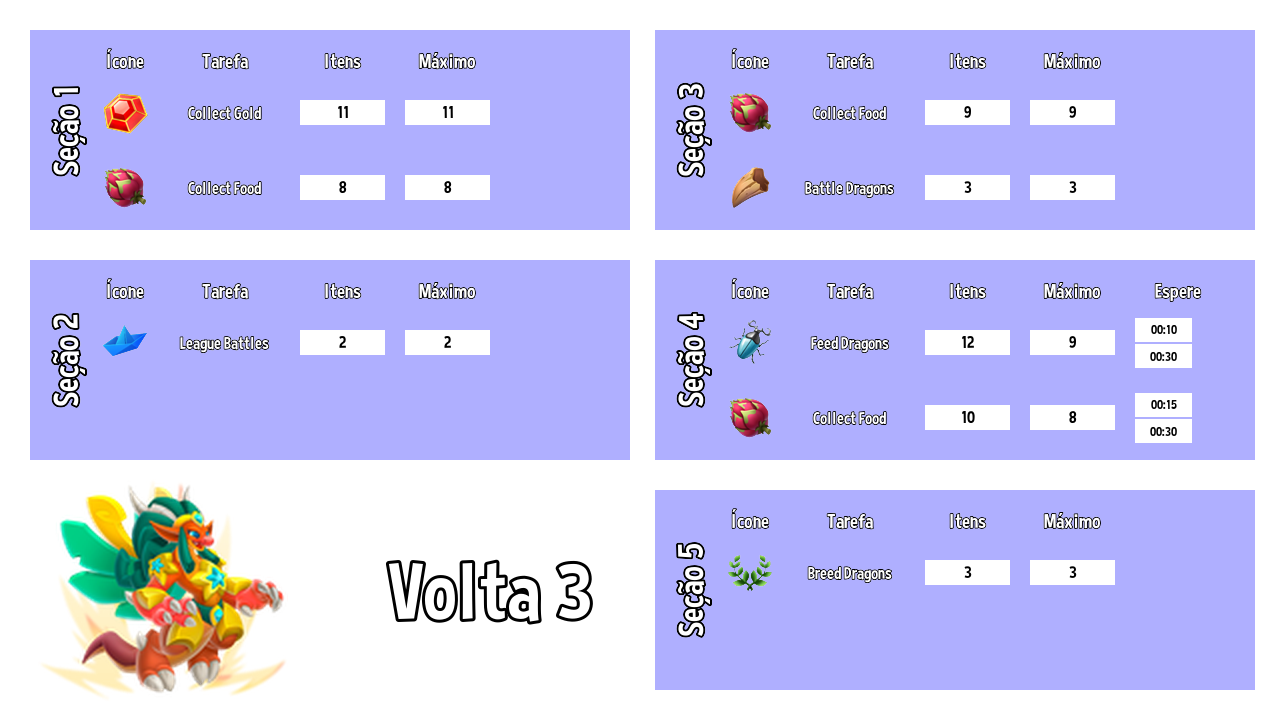 Seção 1
Ícone Tarefa Itens Máximo
Collect Gold 11 11
Collect Food 8 8
Seção 2
Ícone Tarefa Itens Máximo
League Battles 2 2
Volta 3
Seção 3
Ícone Tarefa Itens Máximo
Collect Food 9 9
Battle Dragons 3 3
Seção 4
Ícone Tarefa Itens Máximo Espere
Feed Dragons 12 9 00:10
00:30
Collect Food 10 8 00:15
00:30
Seção 5
Ícone Tarefa Itens Máximo
Breed Dragons 3 3